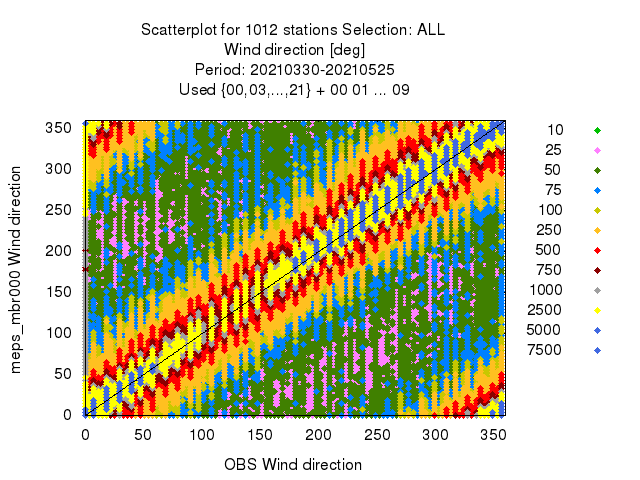 Scatterplot for 1012 stations Selection: ALL
Wind direction [deg]
Period: 20210330-20210525
Used {00,03,...,21} + 00 01 ... 09
meps_mbr000 Wind direction
350
300
250
200
150
100
50
0
0 50 100 150 200 250 300 350
OBS Wind direction
10
25
50
75
100
250
500
750
1000
2500
5000
7500